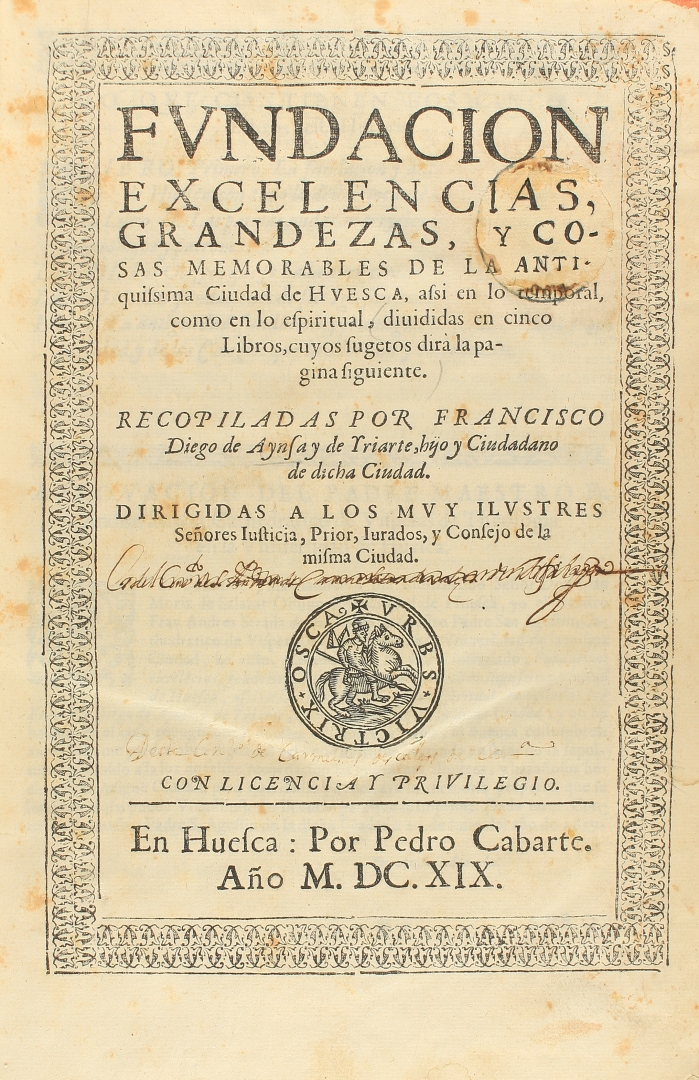 FVNDACION
EXCELENCIAS,
GRANDEZAS, Y CO-
SAS MEMORABLES DE LA ANTI-
quiſsima Ciudad de HVESCA, aſsi en lo temporal,
como en lo eſpiritual, diuididas en cinco
Libros, cuyos ſugetos dirà la pa-
gina ſiguiente.
RECOPILADAS POR FRANCISCO
Diego de Aynſa y de Yriarte, hijo y Ciudadano
de dicha Ciudad.
DIRIGIDAS A LOS MVY ILVSTRES
Señores Iuſticia, Prior, Iurados, y Conſejo de la
miſma Ciudad.
✠ VRBS VICTRIX OSCA
de
CON LICENCIA Y PRIVILEGIO.
En Hueſca : Por Pedro Cabarte.
Año M. DC. XIX.